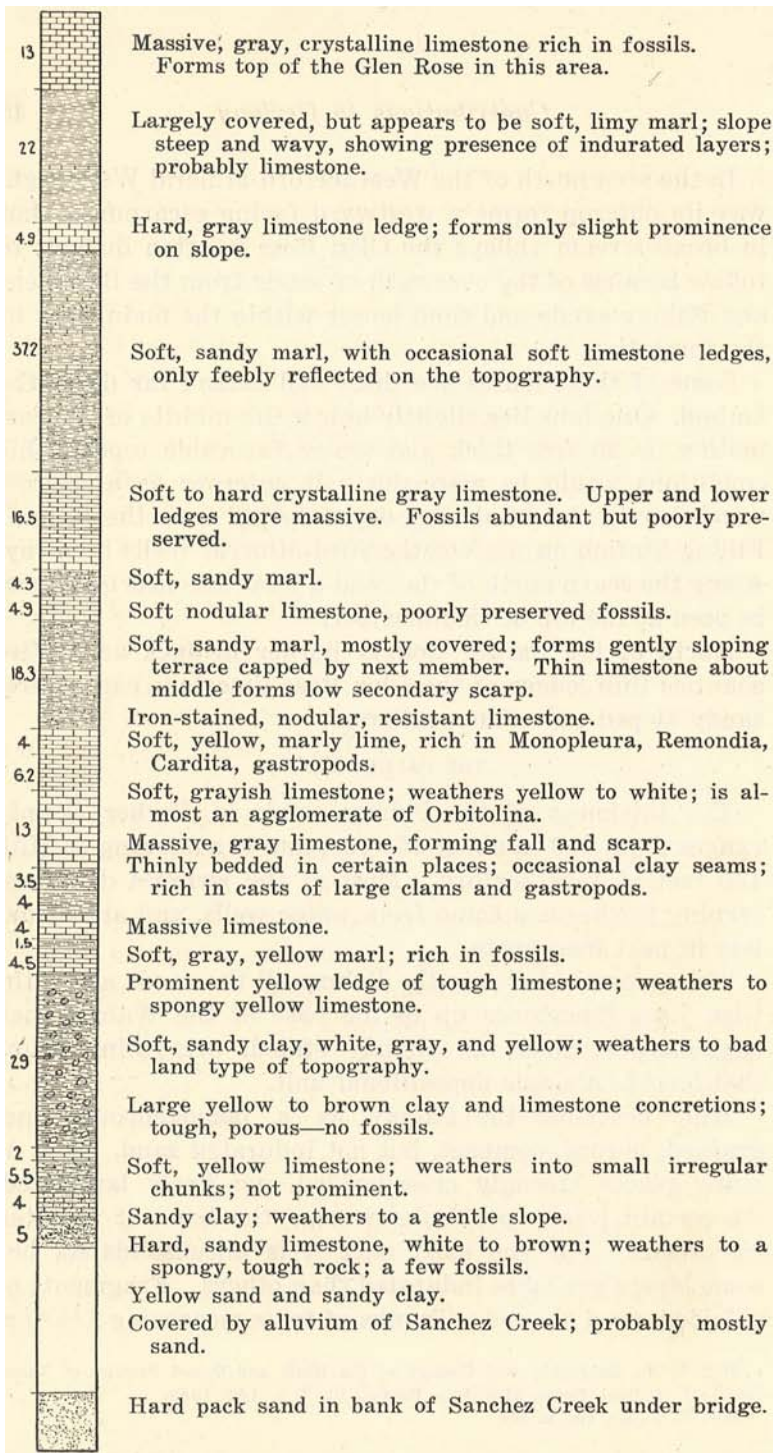 13
Massive, gray, crystalline limestone rich in fossils.
Forms top of the Glen Rose in this area.
22
Largely covered, but appears to be soft, limy marl; slope
steep and wavy, showing presence of indurated layers;
probably limestone.
4.9
Hard, gray limestone ledge; forms only slight prominence
on slope.
37.2
Soft, sandy marl, with occasional soft limestone ledges,
only feebly reflected on the topography.
16.5
Soft to hard crystalline gray limestone. Upper and lower
ledges more massive. Fossils abundant but poorly pre-
served.
4.3
Soft, sandy marl.
4.9
Soft nodular limestone, poorly preserved fossils.
18.3
Soft, sandy marl, mostly covered; forms gently sloping
terrace capped by next member. Thin limestone about
middle forms low secondary scarp.
Iron-stained, nodular, resistant limestone.
4
Soft, yellow, marly lime, rich in Monopleura, Remondia,
Cardita, gastropods.
6.2
Soft, grayish limestone; weathers yellow to white; is al-
most an agglomerate of Orbitolina.
13
Massive, gray limestone, forming fall and scarp.
Thinly bedded in certain places; occasional clay seams;
rich in casts of large clams and gastropods.
3.5
4
4
Massive limestone.
1.5
Soft, gray, yellow marl; rich in fossils.
4.5
Prominent yellow ledge of tough limestone; weathers to
spongy yellow limestone.
29
Soft, sandy clay, white, gray, and yellow; weathers to bad
land type of topography.
Large yellow to brown clay and limestone concretions;
tough, porous—no fossils.
2
5.5
Soft, yellow limestone; weathers into small irregular
chunks; not prominent.
4
Sandy clay; weathers to a gentle slope.
5
Hard, sandy limestone, white to brown; weathers to a
spongy, tough rock; a few fossils.
Yellow sand and sandy clay.
Covered by alluvium of Sanchez Creek; probably mostly
sand.
Hard pack sand in bank of Sanchez Creek under bridge.